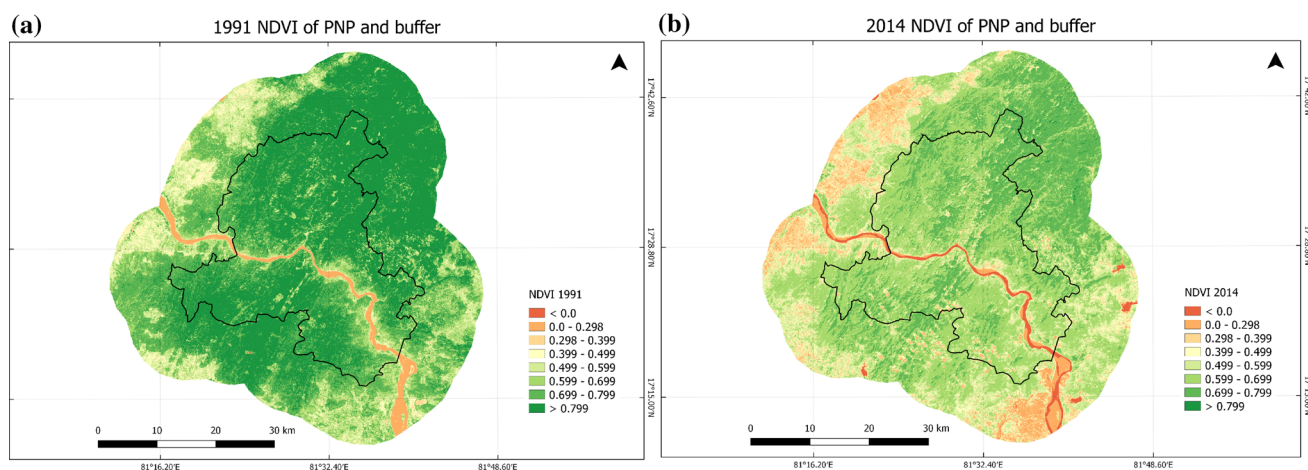 (a)
1991 NDVI of PNP and buffer
17°42.60'N
17°28.80'N
17°15.00'N
NDVI 1991
< 0.0
0.0 - 0.298
0.298 - 0.399
0.399 - 0.499
0.499 - 0.599
0.599 - 0.699
0.699 - 0.799
> 0.799
0 10 20 30 km
81°16.20'E 81°32.40'E 81°48.60'E
(b)
2014 NDVI of PNP and buffer
NDVI 2014
< 0.0
0.0 - 0.298
0.298 - 0.399
0.399 - 0.499
0.499 - 0.599
0.599 - 0.699
0.699 - 0.799
> 0.799
0 10 20 30 km
81°16.20'E 81°32.40'E 81°48.60'E